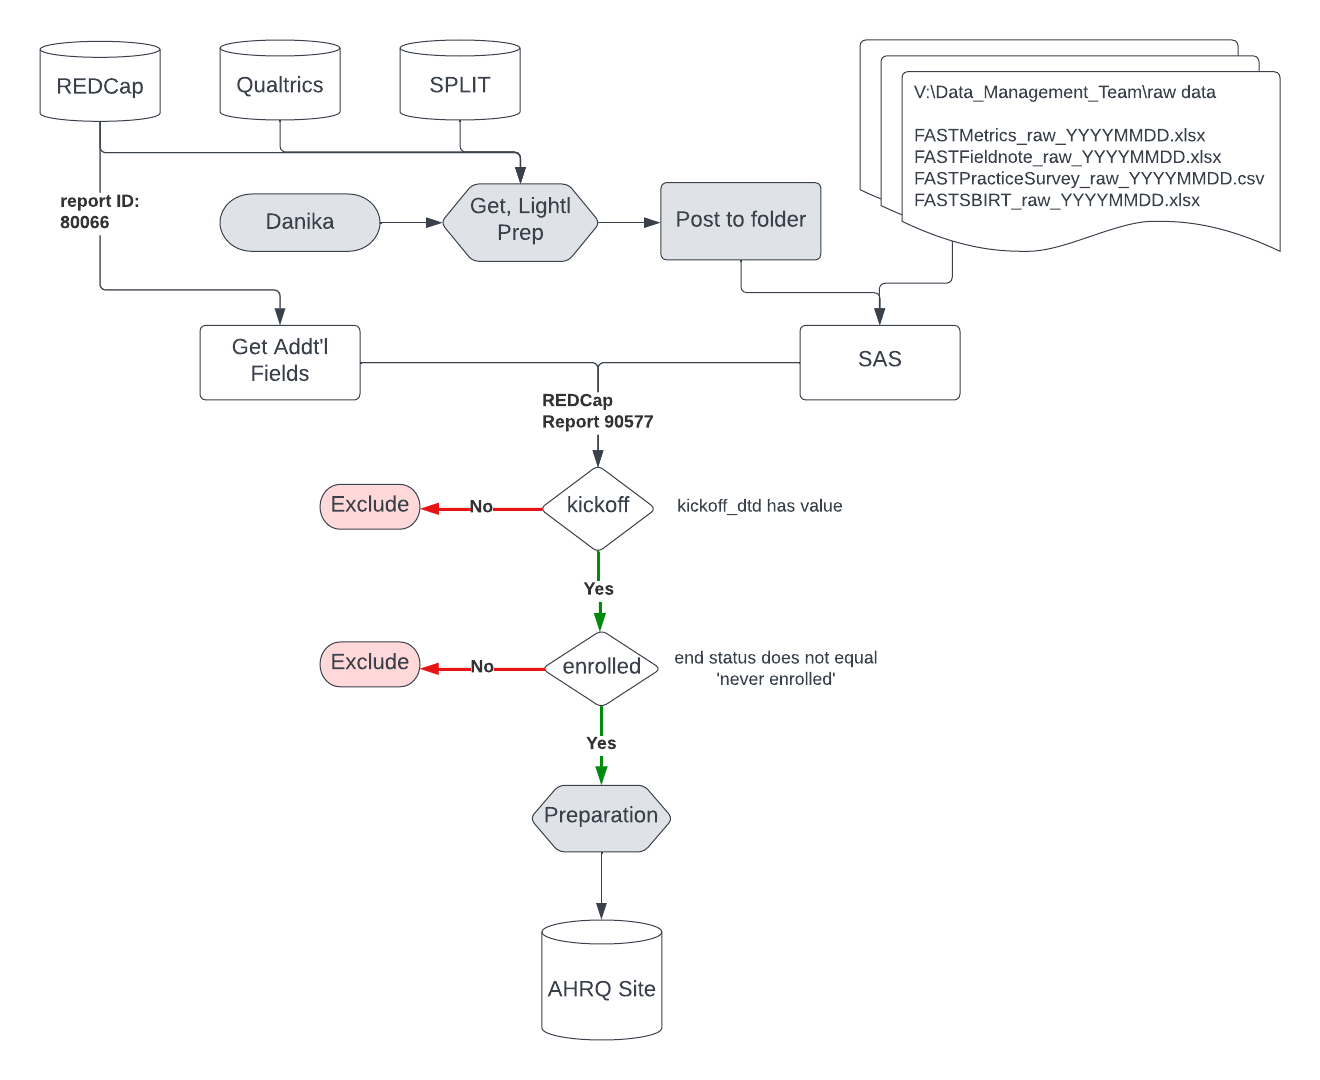 REDCap
Qualtrics
SPLIT
V:\Data_Management_Team\raw data
FASTMetrics_raw_YYYYMMDD.xlsx
FASTFieldnote_raw_YYYYMMDD.xlsx
FASTPracticeSurvey_raw_YYYYMMDD.csv
FASTSBIRT_raw_YYYYMMDD.xlsx
report ID:
80066
Danika
Get, Lightl
Prep
Post to folder
Get Addt'l
Fields
SAS
REDCap
Report 90577
Exclude
No
kickoff
kickoff_dtd has value
Yes
Exclude
No
enrolled
end status does not equal
'never enrolled'
Yes
Preparation
AHRQ Site